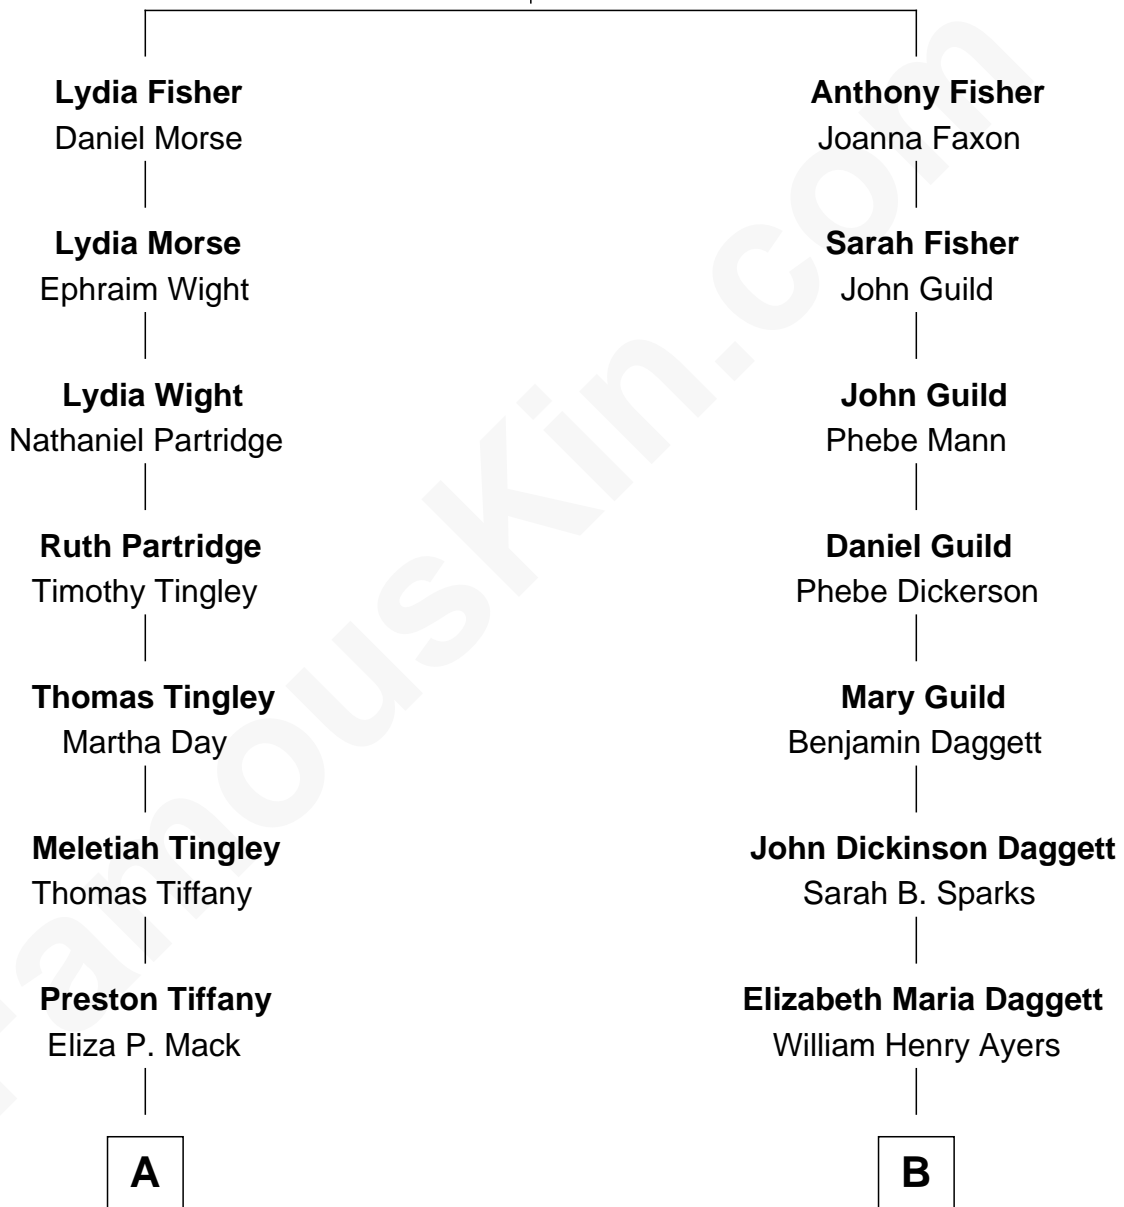 Lydia Fisher
Daniel Morse
Anthony Fisher
Joanna Faxon
Lydia Morse
Ephraim Wight
Sarah Fisher
John Guild
Lydia Wight
Nathaniel Partridge
John Guild
Phebe Mann
Ruth Partridge
Timothy Tingley
Daniel Guild
Phebe Dickerson
Thomas Tingley
Martha Day
Mary Guild
Benjamin Daggett
Meletiah Tingley
Thomas Tiffany
John Dickinson Daggett
Sarah B. Sparks
Preston Tiffany
Eliza P. Mack
Elizabeth Maria Daggett
William Henry Ayers
A
B
FamousKin.com